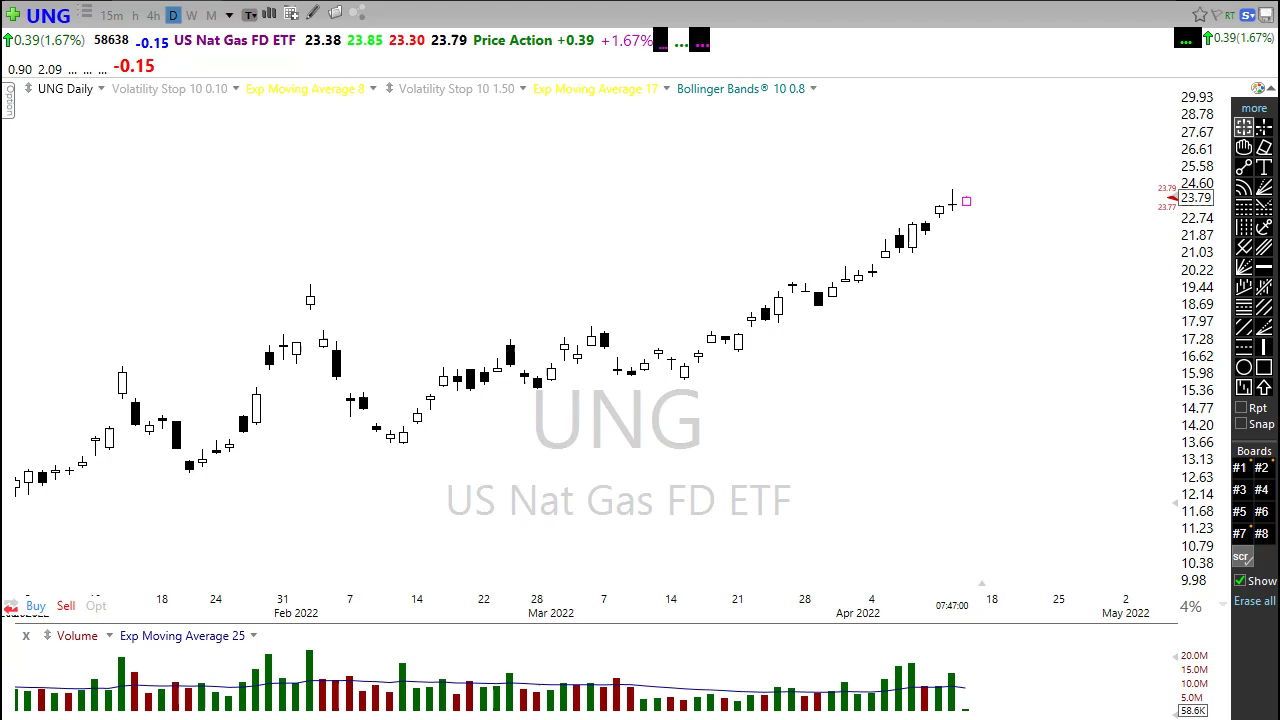 UNG 15m h 4h D W M T RT S
0.39(1.67%) 58638 -0.15 US Nat Gas FD ETF 23.38 23.85 23.30 23.79 Price Action +0.39 +1.67% ... ... ... ... 0.39(1.67%)
0.90 2.09 ... ... ... -0.15
Option UNG Daily Volatility Stop 10 0.10 Exp Moving Average 8 Volatility Stop 10 1.50 Exp Moving Average 17 Bollinger Bands® 10 0.8
29.93
28.78
27.67
26.61
25.58
24.60
23.79
23.79
23.77
22.74
21.87
21.03
20.22
19.44
18.69
17.97
17.28
16.62
15.98
15.36
14.77
14.20
13.66
13.13
12.63
12.14
11.68
11.23
10.79
10.38
9.98
more
T
Rpt
Snap
Boards
#1 #2
#3 #4
#5 #6
#7 #8
scr
Show
Erase all
UNG
US Nat Gas FD ETF
18 24 31 7 14 22 28 7 14 21 28 4 07:47:00 18 25 2
Feb 2022 Mar 2022 Apr 2022 May 2022
Buy Sell Opt
4%
x Volume Exp Moving Average 25
20.0M
15.0M
10.0M
5.0M
58.6K